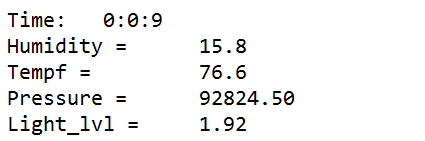 Time: 0:0:9
Humidity = 15.8
Tempf = 76.6
Pressure = 92824.50
Light_lvl = 1.92